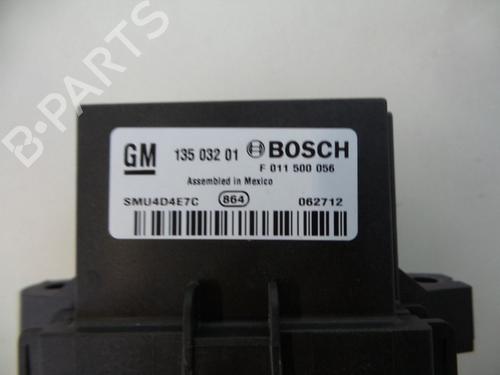 B-PARTS
GM 135 032 01 BOSCH
F 011 500 056
Assembled in Mexico
SMU4D4E7C 864 062712